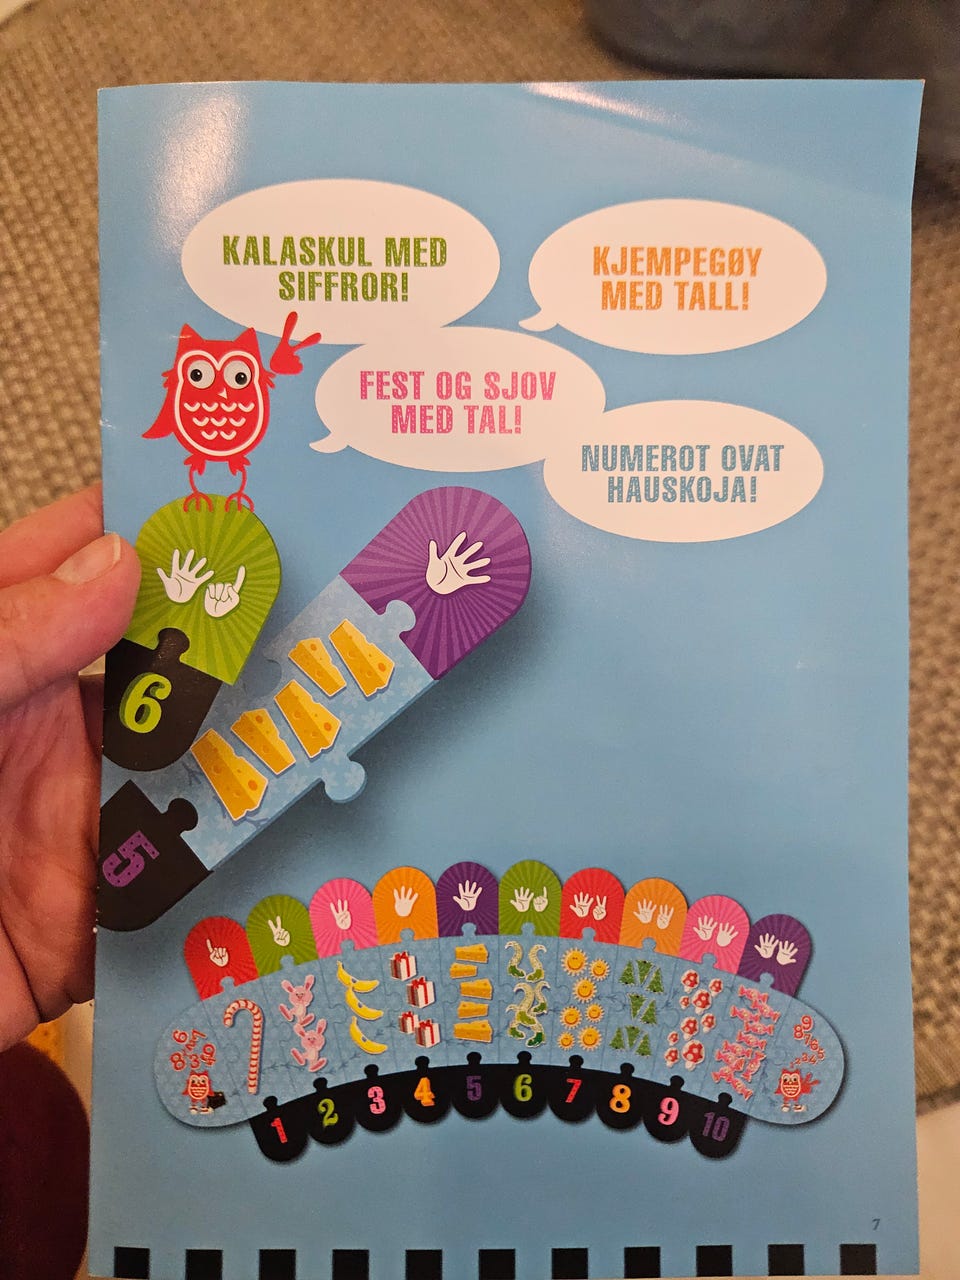 KALASKUL MED
SIFFROR!
KJEMPEGØY
MED TALL!
FEST OG SJOV
MED TAL!
NUMEROT OVAT
HAUSKOJA!
6
5
1 2 3 4 5 6 7 8 9 10
7